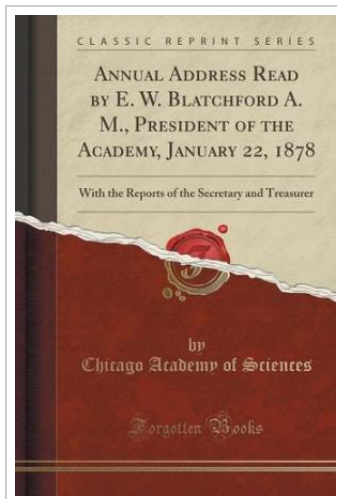 CLASSIC REPRINT SERIES
ANNUAL ADDRESS READ
BY E. W. BLATCHFORD A.
M., PRESIDENT OF THE
ACADEMY, JANUARY 22, 1878
With the Reports of the Secretary and Treasurer
by
Chicago Academy of Sciences
Forgotten Books